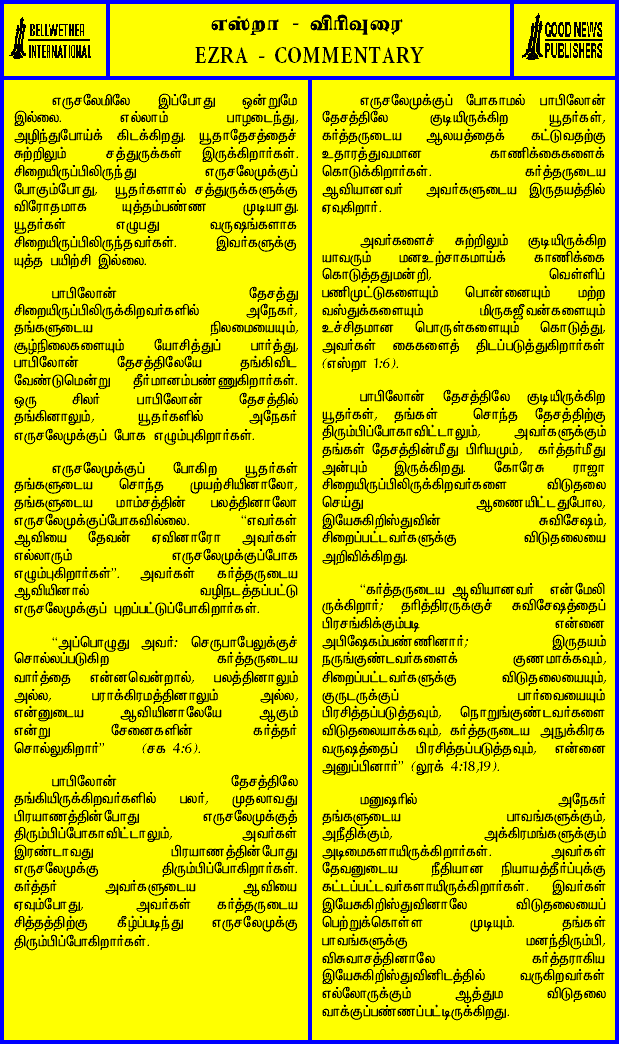 BELLWETHER
INTERNATIONAL
எஸ்றா - விரிவுரை
EZRA - COMMENTARY
GOOD NEWS
PUBLISHERS
எருசலேமிலே இப்போது ஒன்றுமே
இல்லை. எல்லாம் பாழடைந்து,
அழிந்துபோய்க் கிடக்கிறது. யூதாதேசத்தைச்
சுற்றிலும் சத்துருக்கள் இருக்கிறார்கள்.
சிறையிருப்பிலிருந்து எருசலேமுக்குப்
போகும்போது, யூதர்களால் சத்துருக்களுக்கு
விரோதமாக யுத்தம்பண்ண முடியாது.
யூதர்கள் எழுபது வருஷங்களாக
சிறையிருப்பிலிருந்தவர்கள். இவர்களுக்கு
யுத்த பயிற்சி இல்லை.
பாபிலோன் தேசத்து
சிறையிருப்பிலிருக்கிறவர்களில் அநேகர்,
தங்களுடைய நிலமையையும்,
சூழ்நிலைகளையும் யோசித்துப் பார்த்து,
பாபிலோன் தேசத்திலேயே தங்கிவிட
வேண்டுமென்று தீர்மானம்பண்ணுகிறார்கள்.
ஒரு சிலர் பாபிலோன் தேசத்தில்
தங்கினாலும், யூதர்களில் அநேகர்
எருசலேமுக்குப் போக எழும்புகிறார்கள்.
எருசலேமுக்குப் போகிற யூதர்கள்
தங்களுடைய சொந்த முயற்சியினாலோ,
தங்களுடைய மாம்சத்தின் பலத்தினாலோ
எருசலேமுக்குப்போகவில்லை. “எவர்கள்
ஆவியை தேவன் ஏவினாரோ அவர்கள்
எல்லாரும் எருசலேமுக்குப்போக
எழும்புகிறார்கள்”. அவர்கள் கர்த்தருடைய
ஆவியினால் வழிநடத்தப்பட்டு
எருசலேமுக்குப் புறப்பட்டுப்போகிறார்கள்.
“அப்பொழுது அவர்: செருபாபேலுக்குச்
சொல்லப்படுகிற கர்த்தருடைய
வார்த்தை என்னவென்றால், பலத்தினாலும்
அல்ல, பராக்கிரமத்தினாலும் அல்ல,
என்னுடைய ஆவியினாலேயே ஆகும்
என்று சேனைகளின் கர்த்தர்
சொல்லுகிறார்” (சக 4:6).
பாபிலோன் தேசத்திலே
தங்கியிருக்கிறவர்களில் பலர், முதலாவது
பிரயாணத்தின்போது எருசலேமுக்குத்
திரும்பிப்போகாவிட்டாலும், அவர்கள்
இரண்டாவது பிரயாணத்தின்போது
எருசலேமுக்கு திரும்பிப்போகிறார்கள்.
கர்த்தர் அவர்களுடைய ஆவியை
ஏவும்போது, அவர்கள் கர்த்தருடைய
சித்தத்திற்கு கீழ்ப்படிந்து எருசலேமுக்கு
திரும்பிப்போகிறார்கள்.
எருசலேமுக்குப் போகாமல் பாபிலோன்
தேசத்திலே குடியிருக்கிற யூதர்கள்,
கர்த்தருடைய ஆலயத்தைக் கட்டுவதற்கு
உதாரத்துவமான காணிக்கைகளைக்
கொடுக்கிறார்கள். கர்த்தருடைய
ஆவியானவர் அவர்களுடைய இருதயத்தில்
ஏவுகிறார்.
அவர்களைச் சுற்றிலும் குடியிருக்கிற
யாவரும் மனஉற்சாகமாய்க் காணிக்கை
கொடுத்ததுமன்றி, வெள்ளிப்
பணிமுட்டுகளையும் பொன்னையும் மற்ற
வஸ்துக்களையும் மிருகஜீவன்களையும்
உச்சிதமான பொருள்களையும் கொடுத்து,
அவர்கள் கைகளைத் திடப்படுத்துகிறார்கள்
(எஸ்றா 1:6).
பாபிலோன் தேசத்திலே குடியிருக்கிற
யூதர்கள், தங்கள் சொந்த தேசத்திற்கு
திரும்பிப்போகாவிட்டாலும், அவர்களுக்கும்
தங்கள் தேசத்தின்மீது பிரியமும், கர்த்தர்மீது
அன்பும் இருக்கிறது. கோரேசு ராஜா
சிறையிருப்பிலிருக்கிறவர்களை விடுதலை
செய்து ஆணையிட்டதுபோல,
இயேசுகிறிஸ்துவின் சுவிசேஷம்,
சிறைப்பட்டவர்களுக்கு விடுதலையை
அறிவிக்கிறது.
“கர்த்தருடைய ஆவியானவர் என்மேலி
ருக்கிறார்; தரித்திரருக்குச் சுவிசேஷத்தைப்
பிரசங்கிக்கும்படி என்னை
அபிஷேகம்பண்ணினார்; இருதயம்
நருங்குண்டவர்களைக் குணமாக்கவும்,
சிறைப்பட்டவர்களுக்கு விடுதலையையும்,
குருடருக்குப் பார்வையையும்
பிரசித்தப்படுத்தவும், நொறுங்குண்டவர்களை
விடுதலையாக்கவும், கர்த்தருடைய அநுக்கிரக
வருஷத்தைப் பிரசித்தப்படுத்தவும், என்னை
அனுப்பினார்” (லூக் 4:18,19).
மனுஷரில் அநேகர்
தங்களுடைய பாவங்களுக்கும்,
அநீதிக்கும், அக்கிரமங்களுக்கும்
அடிமைகளாயிருக்கிறார்கள். அவர்கள்
தேவனுடைய நீதியான நியாயத்தீர்ப்புக்கு
கட்டப்பட்டவர்களாயிருக்கிறார்கள். இவர்கள்
இயேசுகிறிஸ்துவினாலே விடுதலையைப்
பெற்றுக்கொள்ள முடியும். தங்கள்
பாவங்களுக்கு மனந்திரும்பி,
விசுவாசத்தினாலே கர்த்தராகிய
இயேசுகிறிஸ்துவினிடத்தில் வருகிறவர்கள்
எல்லோருக்கும் ஆத்தும விடுதலை
வாக்குப்பண்ணப்பட்டிருக்கிறது.